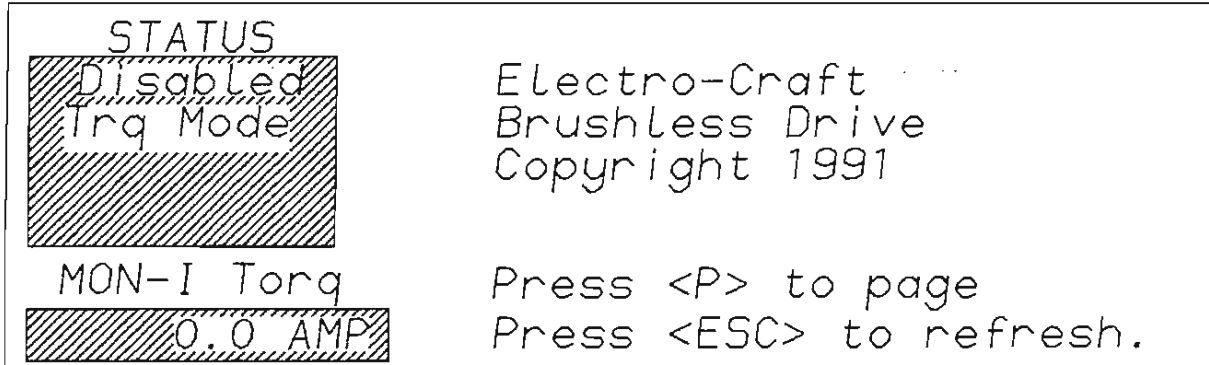 STATUS
Disabled
Trq Mode
MON-I Torq
0.0 AMP
Electro-Craft
Brushless Drive
Copyright 1991
Press <P> to page
Press <ESC> to refresh.